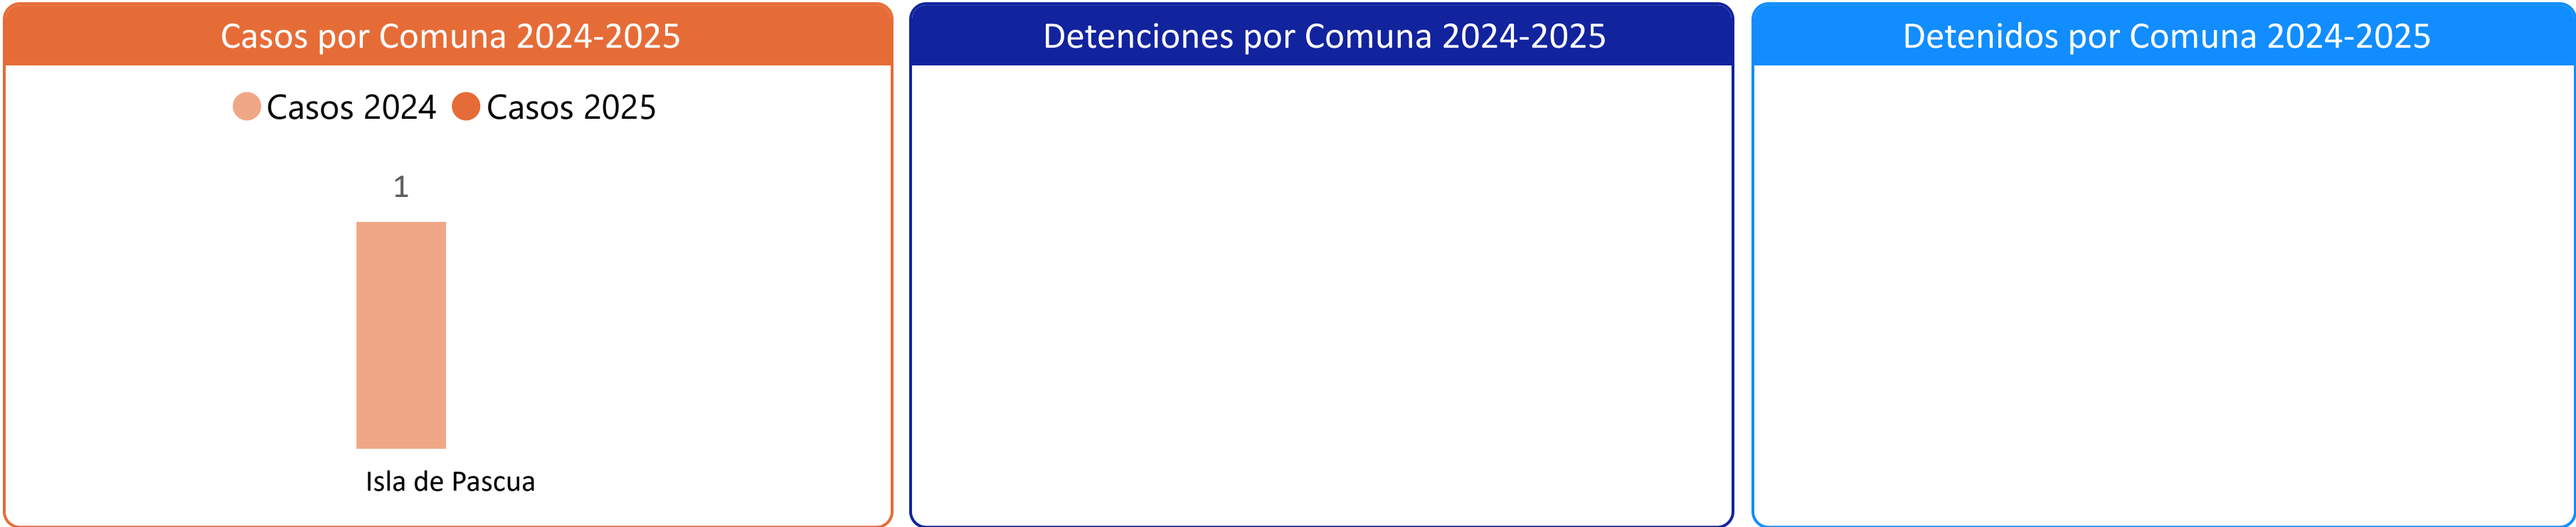 Casos por Comuna 2024-2025
Casos 2024 Casos 2025
1
Isla de Pascua
Detenciones por Comuna 2024-2025
Detenidos por Comuna 2024-2025